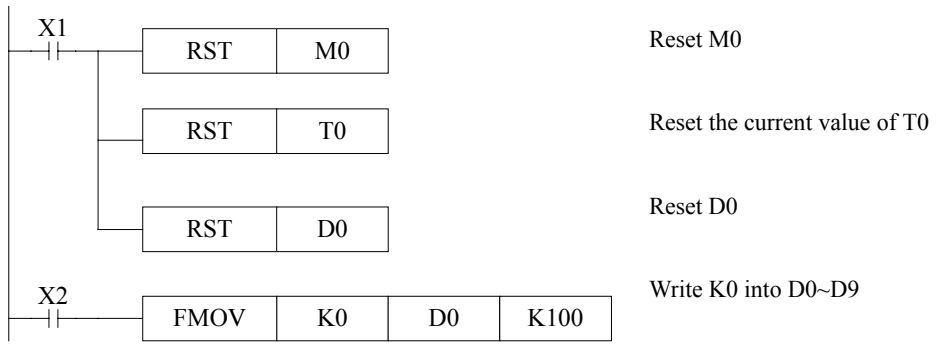 X1
RST M0 Reset M0
RST T0 Reset the current value of T0
RST D0 Reset D0
X2
FMOV K0 D0 K100 Write K0 into D0~D9